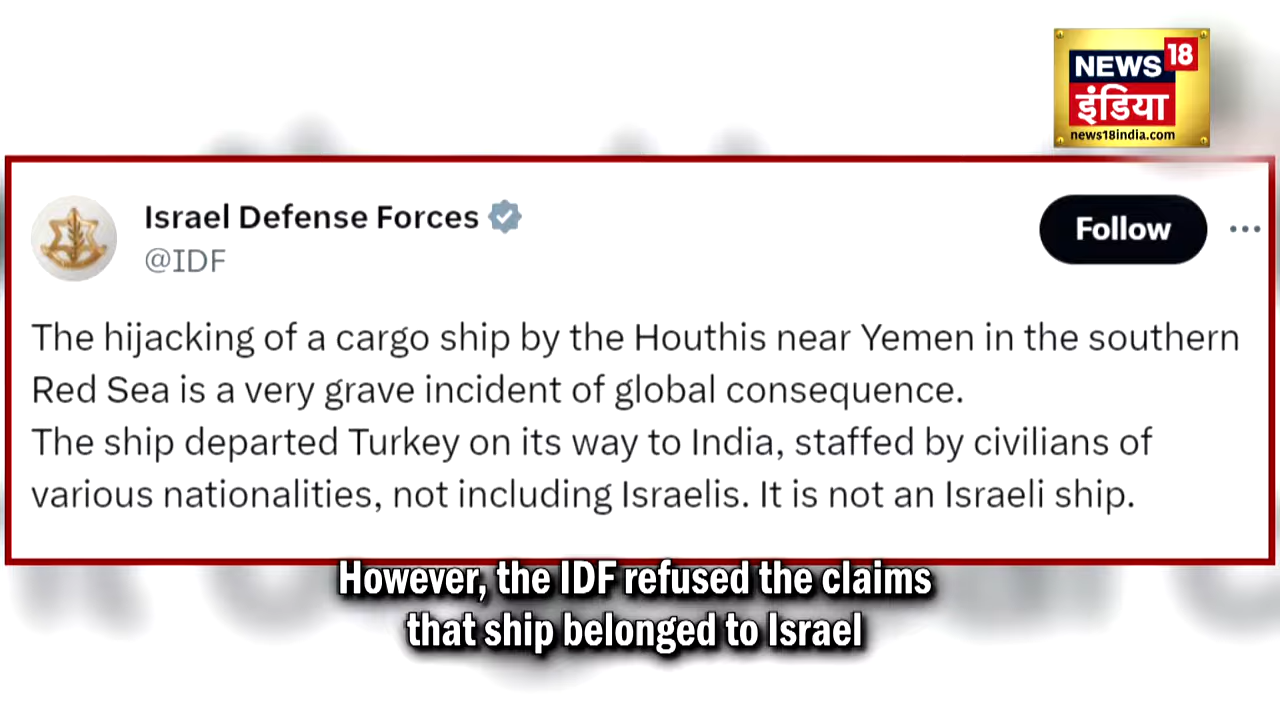 NEWS 18
इंडिया
news18india.com
Israel Defense Forces
@IDF
Follow
The hijacking of a cargo ship by the Houthis near Yemen in the southern
Red Sea is a very grave incident of global consequence.
The ship departed Turkey on its way to India, staffed by civilians of
various nationalities, not including Israelis. It is not an Israeli ship.
However, the IDF refused the claims
that ship belonged to Israel